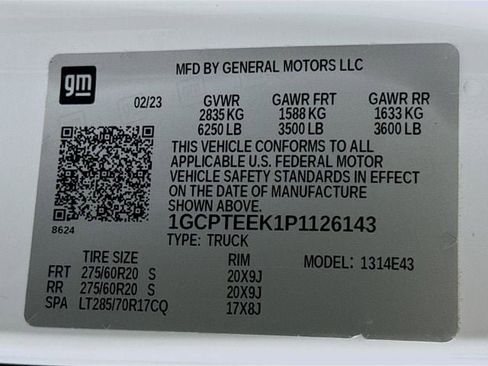 gm
MFD BY GENERAL MOTORS LLC
02/23 GVWR GAWR FRT GAWR RR
2835 KG 1588 KG 1633 KG
6250 LB 3500 LB 3600 LB
THIS VEHICLE CONFORMS TO ALL
APPLICABLE U.S. FEDERAL MOTOR
VEHICLE SAFETY STANDARDS IN EFFECT
ON THE DATE OF MANUFACTURE
SHOWN ABOVE.
1GCPTEEK1P1126143
8624
TYPE: TRUCK
TIRE SIZE RIM MODEL: 1314E43
FRT 275/60R20 S 20X9J
RR 275/60R20 S 20X9J
SPA LT285/70R17CQ 17X8J